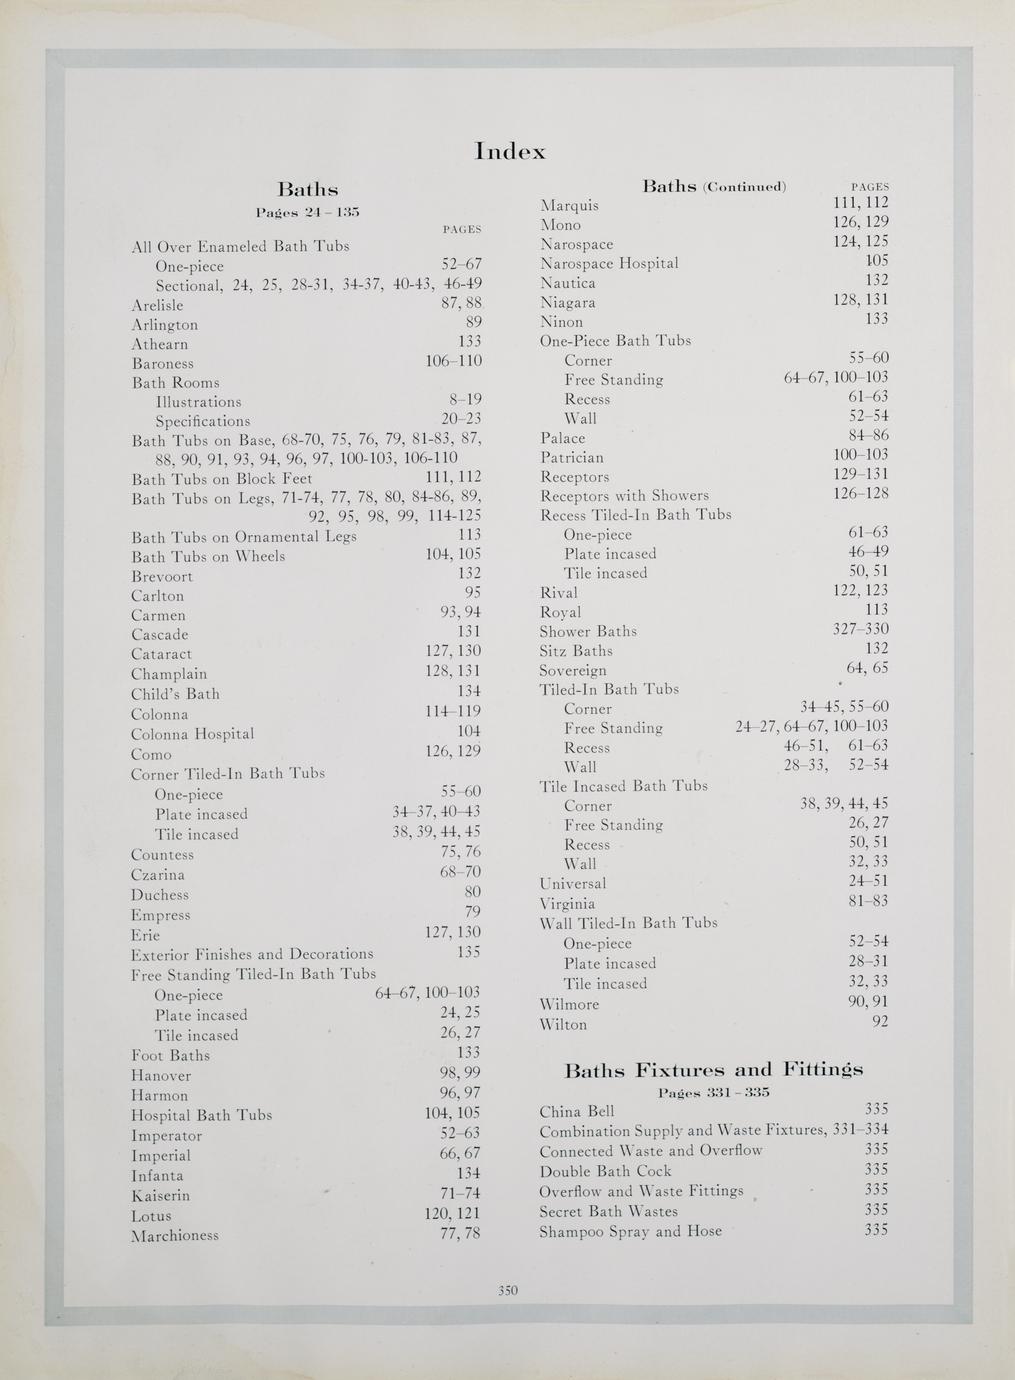 Index
Baths
Pages 24 – 135
PAGES
All Over Enameled Bath Tubs
One-piece 52–67
Sectional, 24, 25, 28-31, 34-37, 40-43, 46-49
Arelisle 87, 88
Arlington 89
Athearn 133
Baroness 106–110
Bath Rooms
Illustrations 8–19
Specifications 20–23
Bath Tubs on Base, 68-70, 75, 76, 79, 81-83, 87,
88, 90, 91, 93, 94, 96, 97, 100-103, 106-110
Bath Tubs on Block Feet 111, 112
Bath Tubs on Legs, 71-74, 77, 78, 80, 84-86, 89,
92, 95, 98, 99, 114-125
Bath Tubs on Ornamental Legs 113
Bath Tubs on Wheels 104, 105
Brevoort 132
Carlton 95
Carmen 93, 94
Cascade 131
Cataract 127, 130
Champlain 128, 131
Child's Bath 134
Colonna 114–119
Colonna Hospital 104
Como 126, 129
Corner Tiled-In Bath Tubs
One-piece 55–60
Plate incased 34–37, 40–43
Tile incased 38, 39, 44, 45
Countess 75, 76
Czarina 68–70
Duchess 80
Empress 79
Erie 127, 130
Exterior Finishes and Decorations 135
Free Standing Tiled-In Bath Tubs
One-piece 64–67, 100–103
Plate incased 24, 25
Tile incased 26, 27
Foot Baths 133
Hanover 98, 99
Harmon 96, 97
Hospital Bath Tubs 104, 105
Imperator 52–63
Imperial 66, 67
Infanta 134
Kaiserin 71–74
Lotus 120, 121
Marchioness 77, 78
Baths (Continued) PAGES
Marquis 111, 112
Mono 126, 129
Narospace 124, 125
Narospace Hospital 105
Nautica 132
Niagara 128, 131
Ninon 133
One-Piece Bath Tubs
Corner 55–60
Free Standing 64–67, 100–103
Recess 61–63
Wall 52–54
Palace 84–86
Patrician 100–103
Receptors 129–131
Receptors with Showers 126–128
Recess Tiled-In Bath Tubs
One-piece 61–63
Plate incased 46–49
Tile incased 50, 51
Rival 122, 123
Royal 113
Shower Baths 327–330
Sitz Baths 132
Sovereign 64, 65
Tiled-In Bath Tubs
Corner 34–45, 55–60
Free Standing 24–27, 64–67, 100–103
Recess 46–51, 61–63
Wall 28–33, 52–54
Tile Incased Bath Tubs
Corner 38, 39, 44, 45
Free Standing 26, 27
Recess 50, 51
Wall 32, 33
Universal 24–51
Virginia 81–83
Wall Tiled-In Bath Tubs
One-piece 52–54
Plate incased 28–31
Tile incased 32, 33
Wilmore 90, 91
Wilton 92
Baths Fixtures and Fittings
Pages 331 – 335
China Bell 335
Combination Supply and Waste Fixtures, 331–334
Connected Waste and Overflow 335
Double Bath Cock 335
Overflow and Waste Fittings 335
Secret Bath Wastes 335
Shampoo Spray and Hose 335
350